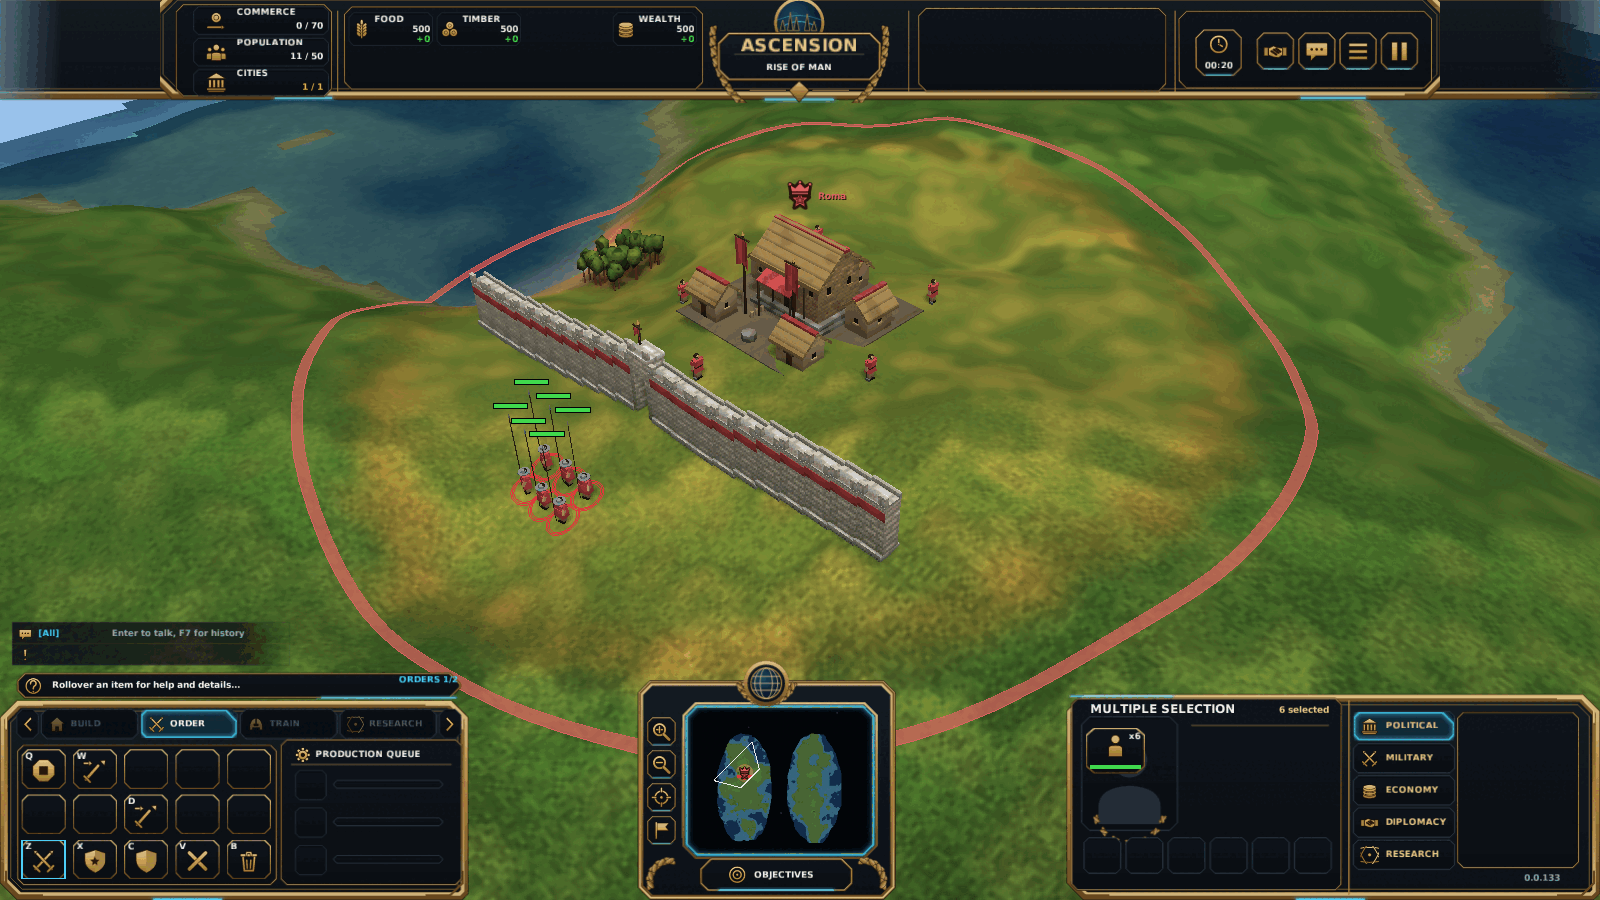 COMMERCE
0 / 70
POPULATION
11 / 50
CITIES
1 / 1
FOOD
500
+0
TIMBER
500
+0
WEALTH
500
+0
ASCENSION
RISE OF MAN
00:20
Roma
[All] Enter to talk, F7 for history
!
Rollover an item for help and details...
ORDERS 1/2
BUILD
ORDER
TRAIN
RESEARCH
Q
W
D
Z
X
C
V
B
PRODUCTION QUEUE
OBJECTIVES
MULTIPLE SELECTION
6 selected
x6
POLITICAL
MILITARY
ECONOMY
DIPLOMACY
RESEARCH
0.0.133